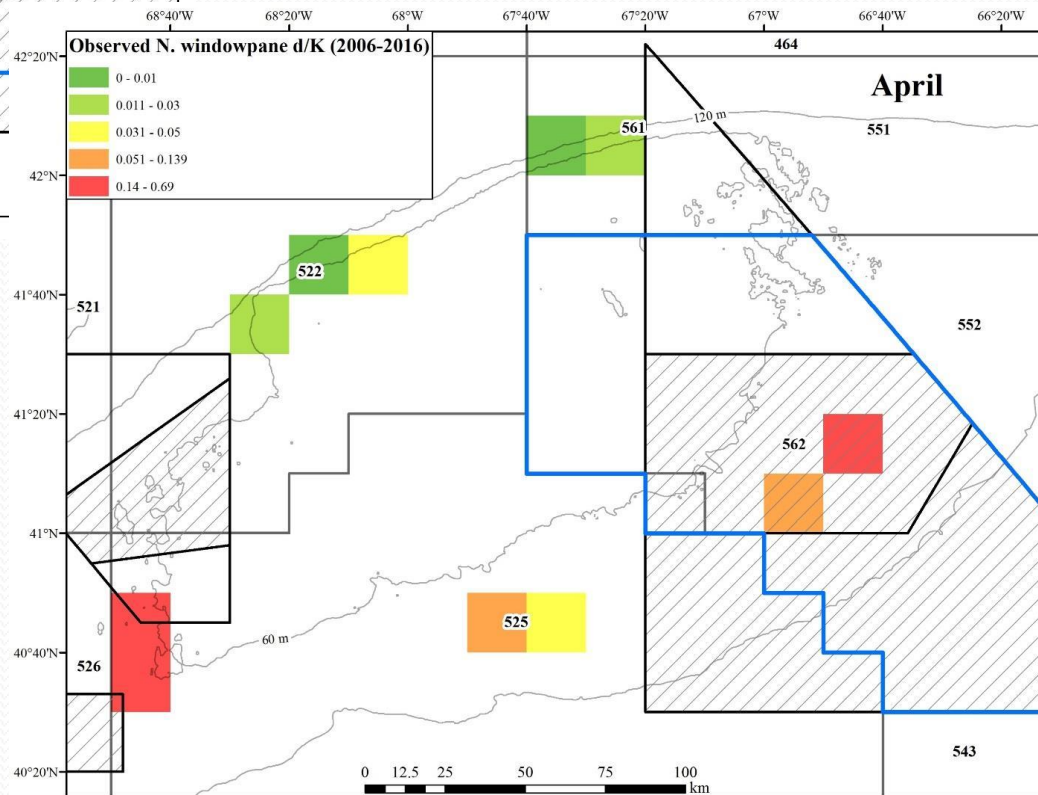 68°40'W 68°20'W 68°W 67°40'W 67°20'W 67°W 66°40'W 66°20'W
Observed N. windowpane d/K (2006-2016)
0 - 0.01
0.011 - 0.03
0.031 - 0.05
0.051 - 0.139
0.14 - 0.69
April
42°20'N
42°N
41°40'N
41°20'N
41°N
40°40'N
40°20'N
464
120 m
561
551
522
521
552
562
525
60 m
526
543
0 12.5 25 50 75 100
km